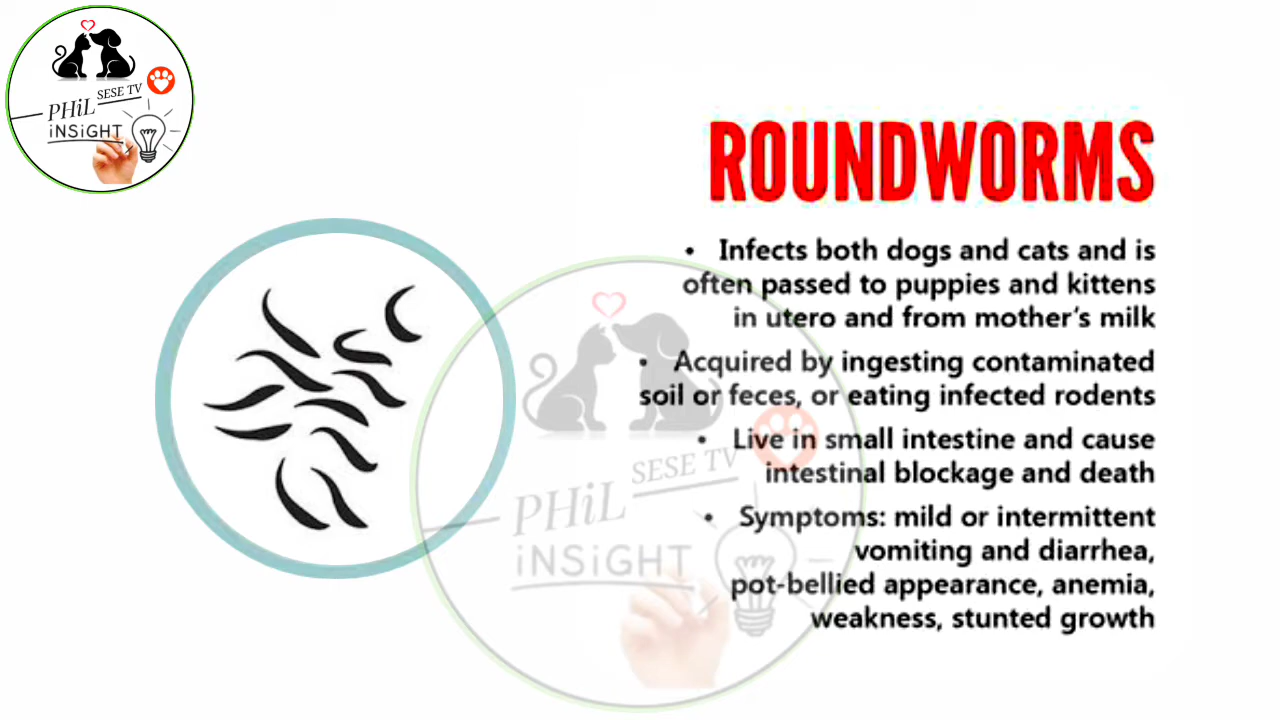 PHiL
SESE TV
iNSiGHT
ROUNDWORMS
• Infects both dogs and cats and is
often passed to puppies and kittens
in utero and from mother's milk
• Acquired by ingesting contaminated
soil or feces, or eating infected rodents
• Live in small intestine and cause
intestinal blockage and death
• Symptoms: mild or intermittent
vomiting and diarrhea,
pot-bellied appearance, anemia,
weakness, stunted growth
PHiL
SESE TV
iNSiGHT